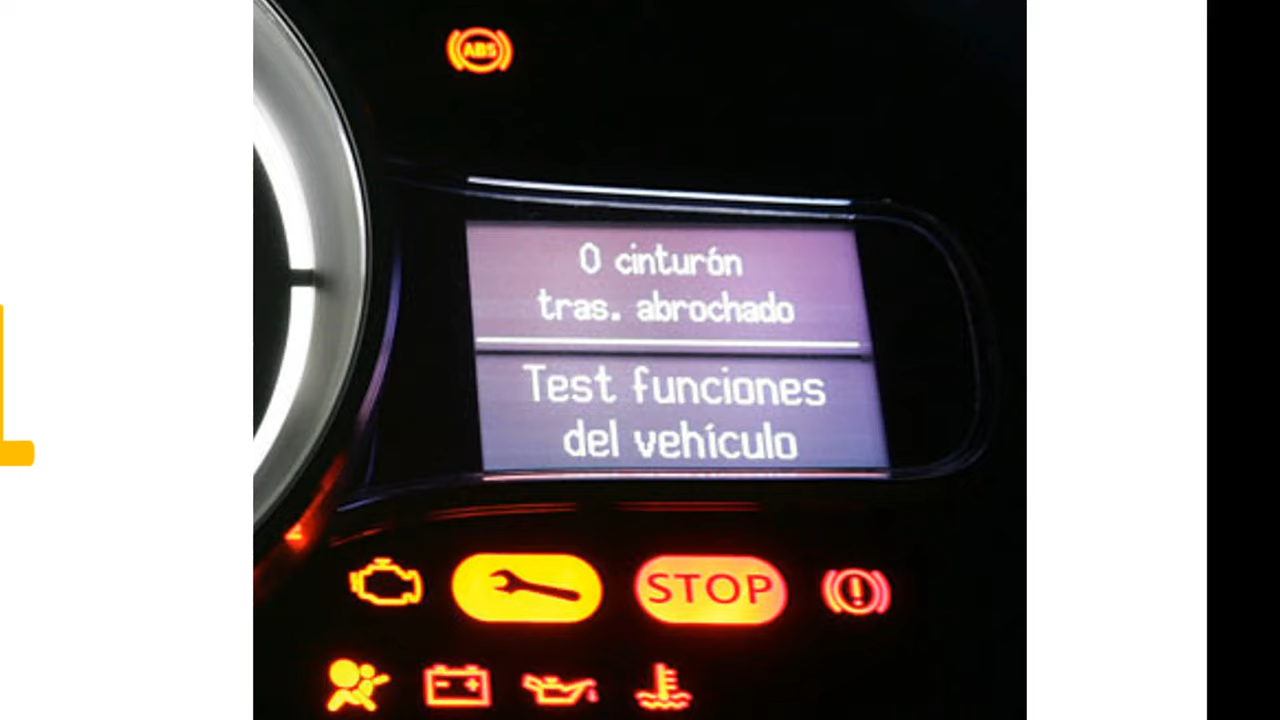 ABS
0 cinturón
tras. abrochado
Test funciones
del vehículo
STOP